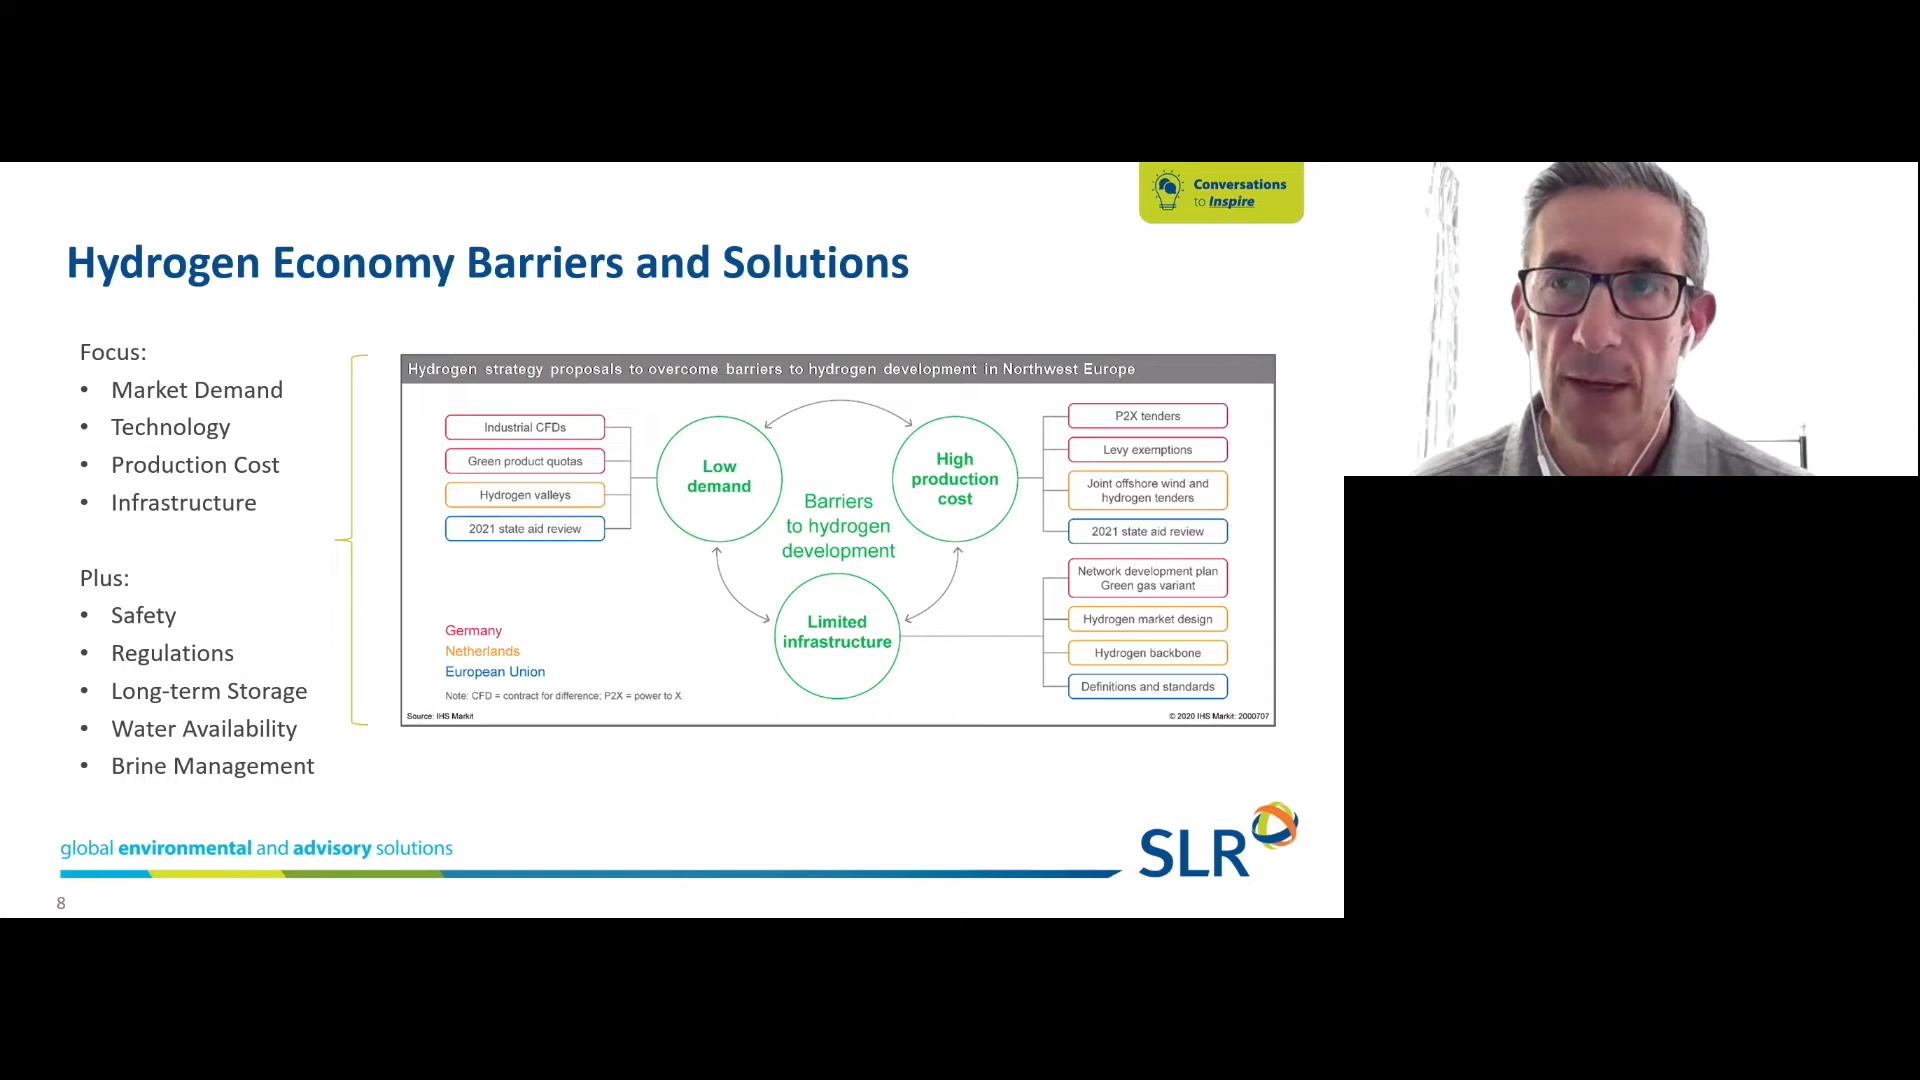 Conversations
to Inspire
Hydrogen Economy Barriers and Solutions
Focus:
• Market Demand
• Technology
• Production Cost
• Infrastructure
Plus:
• Safety
• Regulations
• Long-term Storage
• Water Availability
• Brine Management
Hydrogen strategy proposals to overcome barriers to hydrogen development in Northwest Europe
Industrial CFDs
Green product quotas
Hydrogen valleys
2021 state aid review
Low
demand
Barriers
to hydrogen
development
High
production
cost
P2X tenders
Levy exemptions
Joint offshore wind and
hydrogen tenders
2021 state aid review
Limited
infrastructure
Network development plan
Green gas variant
Hydrogen market design
Hydrogen backbone
Definitions and standards
Germany
Netherlands
European Union
Note: CFD = contract for difference; P2X = power to X.
Source: IHS Markit
© 2020 IHS Markit: 2000707
global environmental and advisory solutions
SLR
8